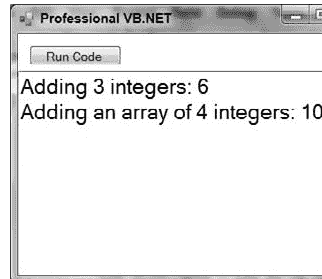 Professional VB.NET
Run Code
Adding 3 integers: 6
Adding an array of 4 integers: 10